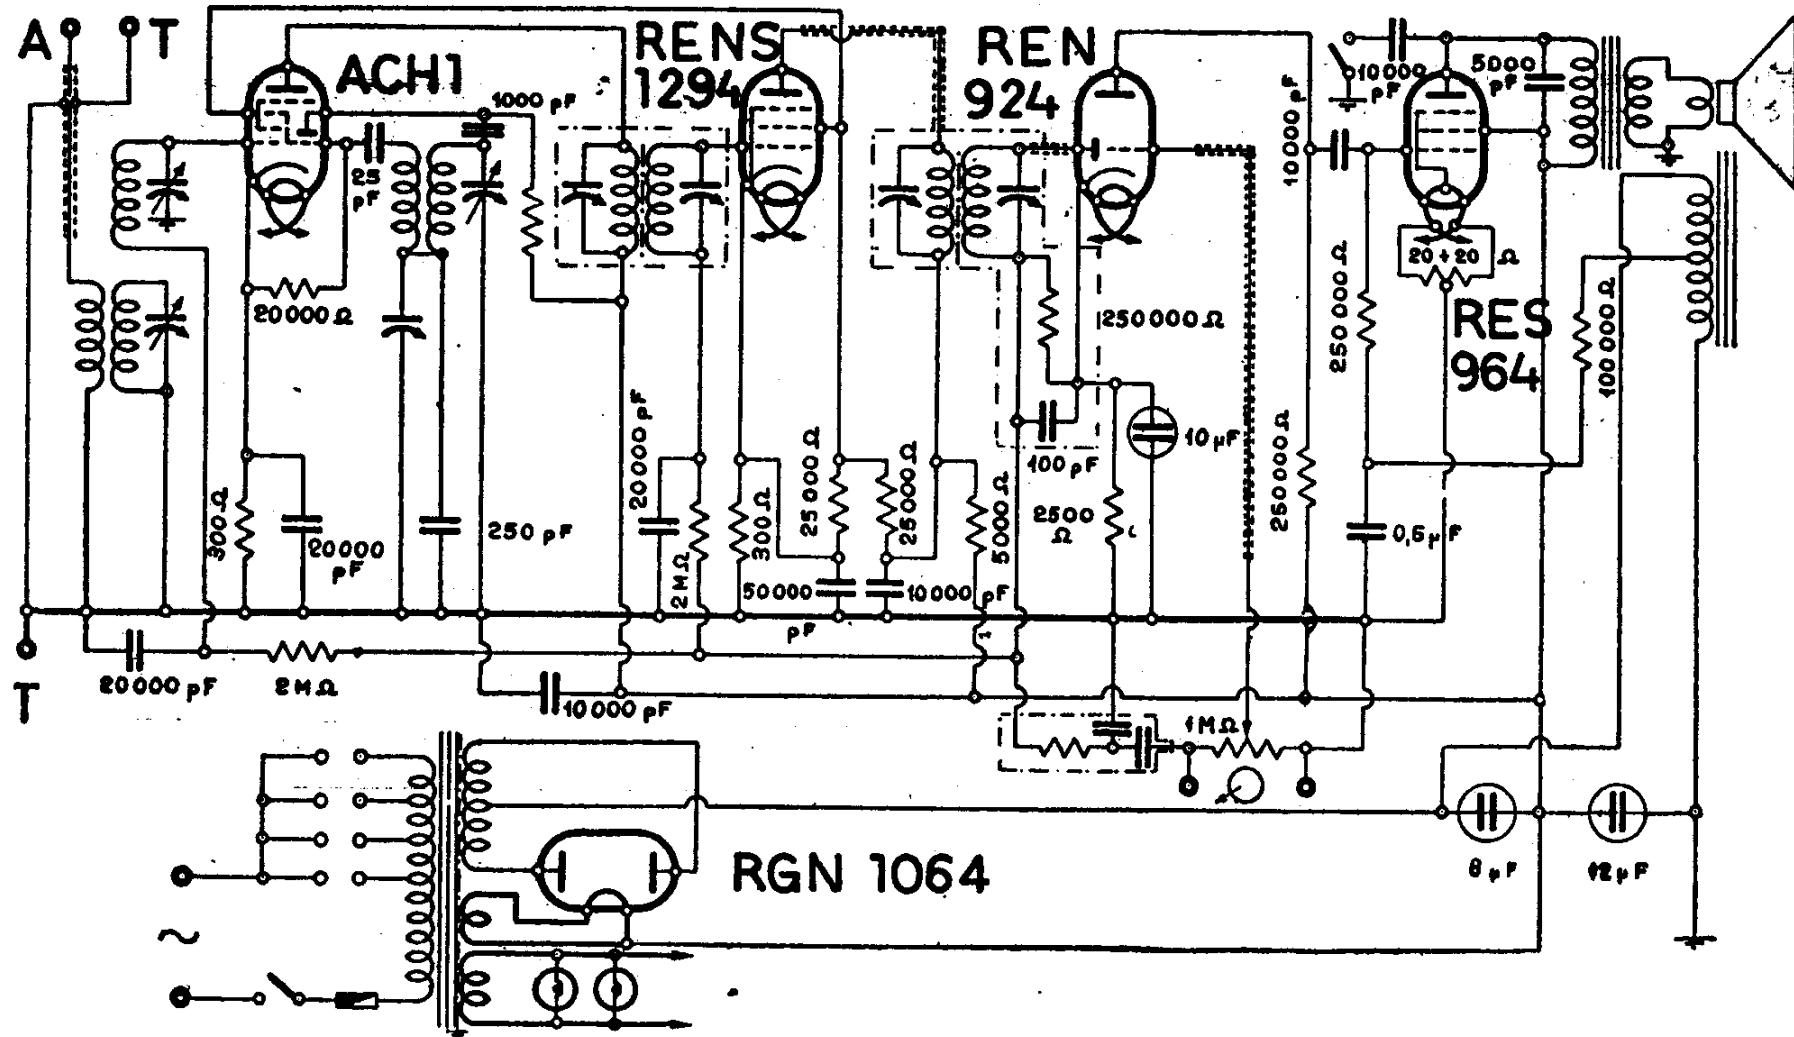 A
T
ACH1
RENS
1294
REN
924
1000 pF
25
pF
10000 pF
10000
pF
5000
pF
20000 Ω
20 + 20
Ω
RES
964
250000 Ω
250000 Ω
100000 Ω
300 Ω
20000
pF
250 pF
20000 pF
2 MΩ
300 Ω
25000 Ω
25000 Ω
50000
pF
10000 pF
5000 Ω
100 pF
10 µF
2500
Ω
25000 Ω
0,5 µF
T
20000 pF
2 MΩ
10000 pF
1 MΩ
RGN 1064
8 µF
12 µF
~